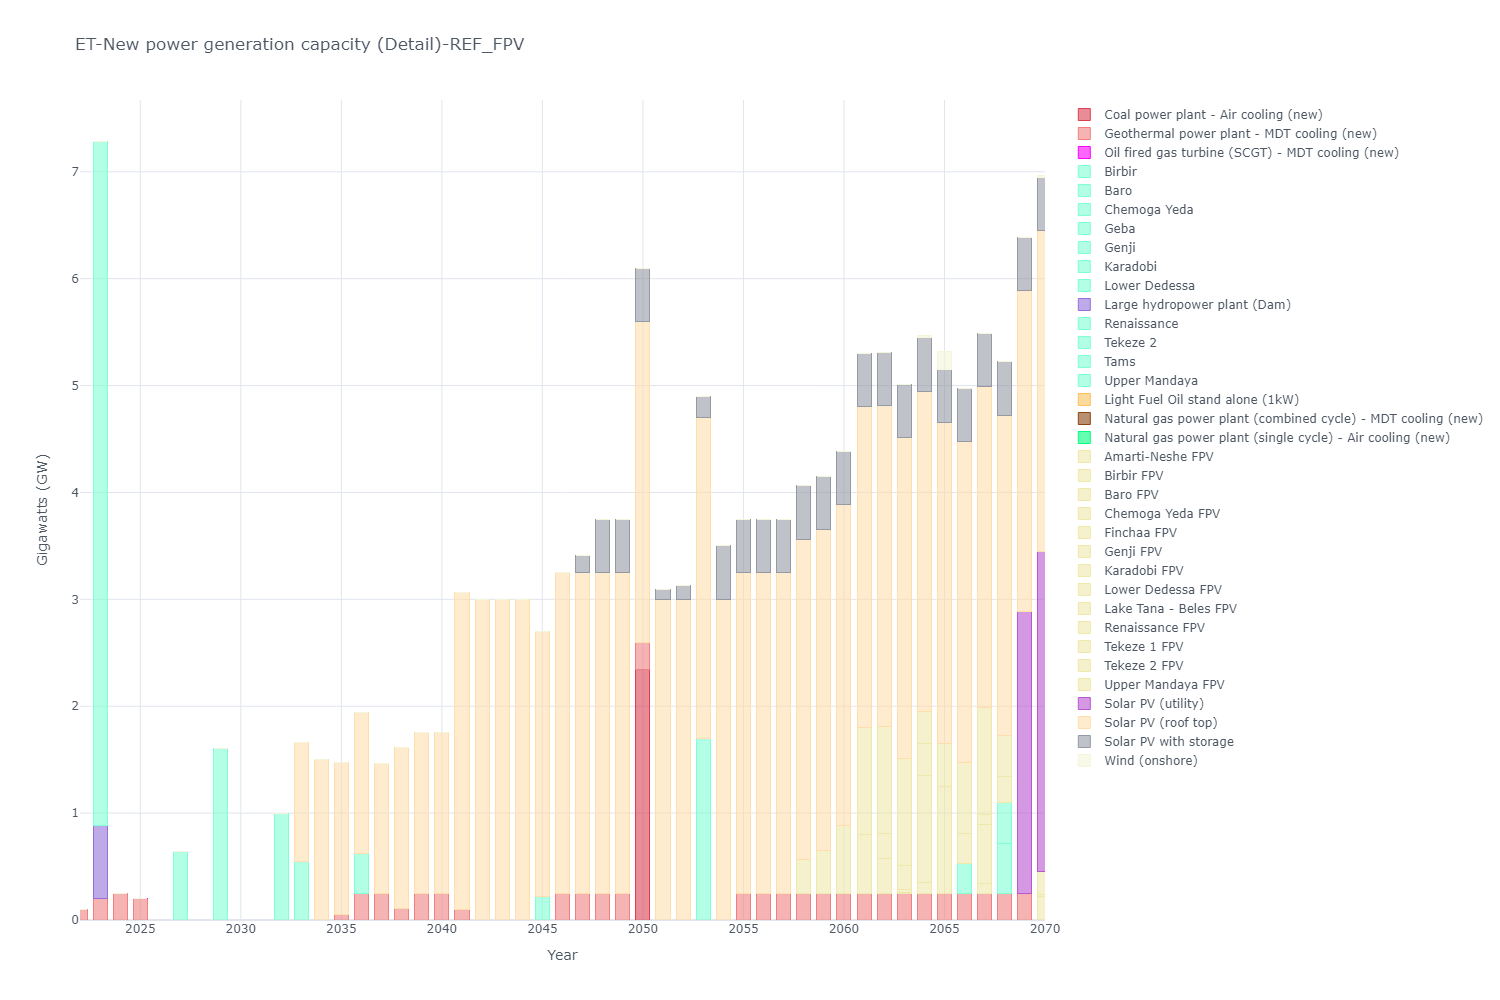 ET-New power generation capacity (Detail)-REF_FPV
Gigawatts (GW)
7
6
5
4
3
2
1
0
2025 2030 2035 2040 2045 2050 2055 2060 2065 2070
Year
Coal power plant - Air cooling (new)
Geothermal power plant - MDT cooling (new)
Oil fired gas turbine (SCGT) - MDT cooling (new)
Birbir
Baro
Chemoga Yeda
Geba
Genji
Karadobi
Lower Dedessa
Large hydropower plant (Dam)
Renaissance
Tekeze 2
Tams
Upper Mandaya
Light Fuel Oil stand alone (1kW)
Natural gas power plant (combined cycle) - MDT cooling (new)
Natural gas power plant (single cycle) - Air cooling (new)
Amarti-Neshe FPV
Birbir FPV
Baro FPV
Chemoga Yeda FPV
Finchaa FPV
Genji FPV
Karadobi FPV
Lower Dedessa FPV
Lake Tana - Beles FPV
Renaissance FPV
Tekeze 1 FPV
Tekeze 2 FPV
Upper Mandaya FPV
Solar PV (utility)
Solar PV (roof top)
Solar PV with storage
Wind (onshore)